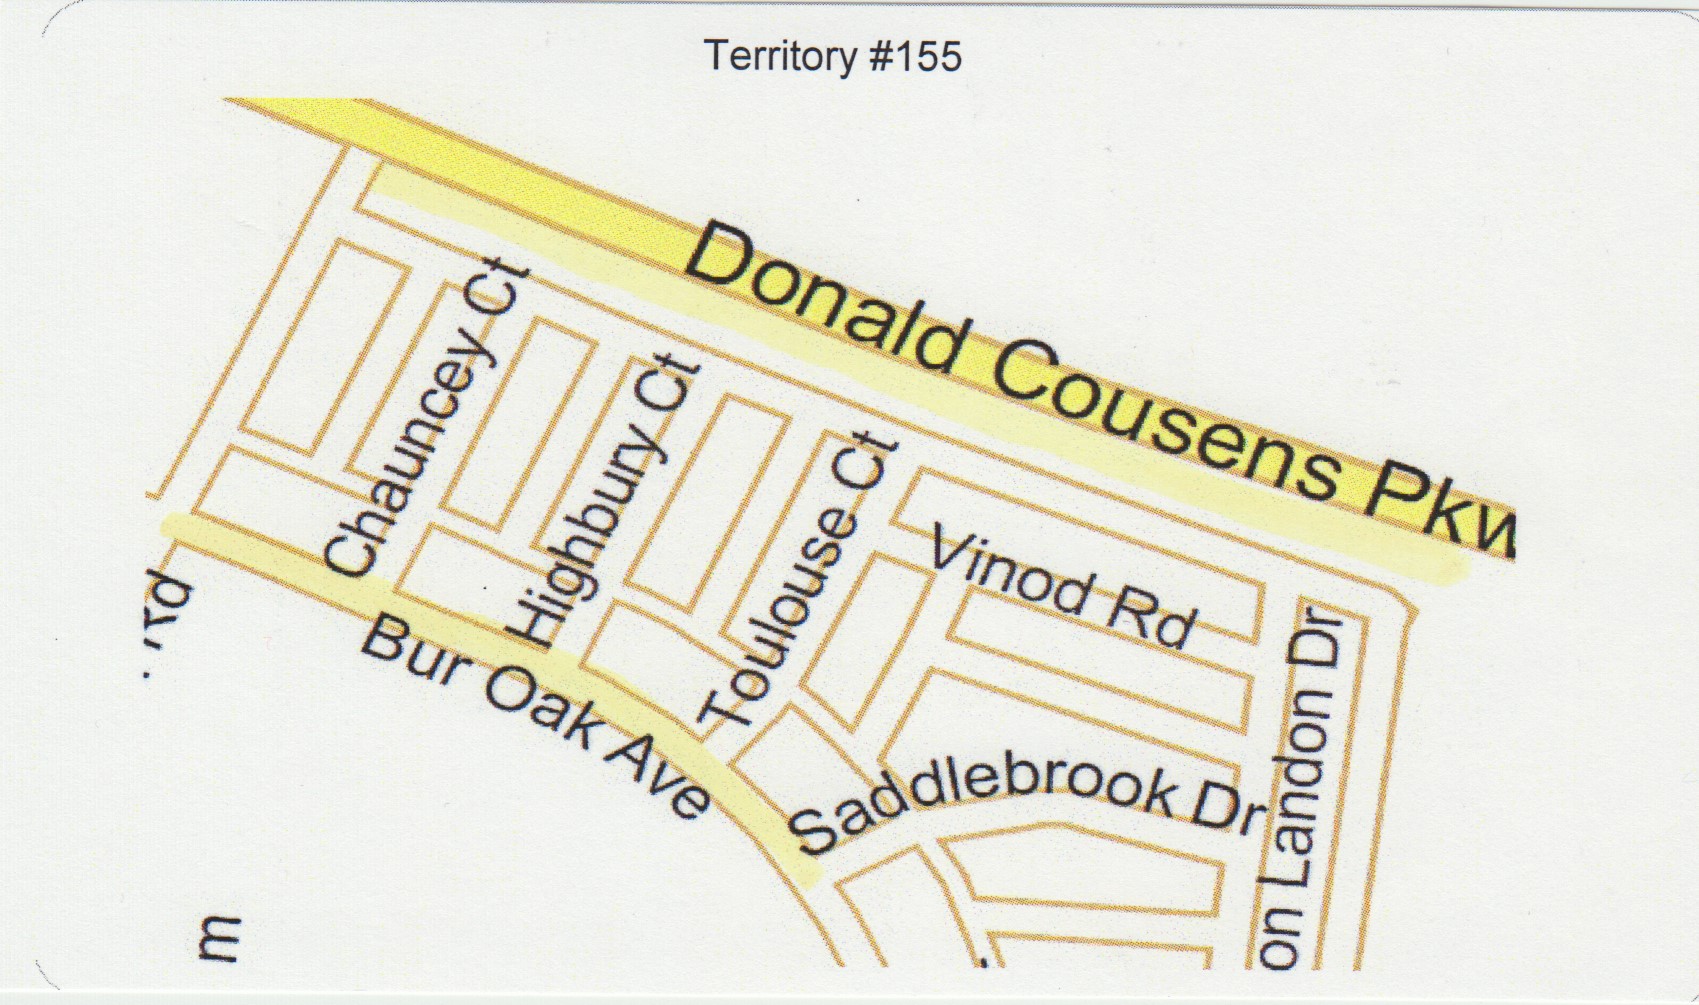 Territory #155
Donald Cousens Pkw
Chauncey Ct
Highbury Ct
Toulouse Ct
Vinod Rd
Rd
Bur Oak Ave
Saddlebrook Dr
on Landon Dr
m